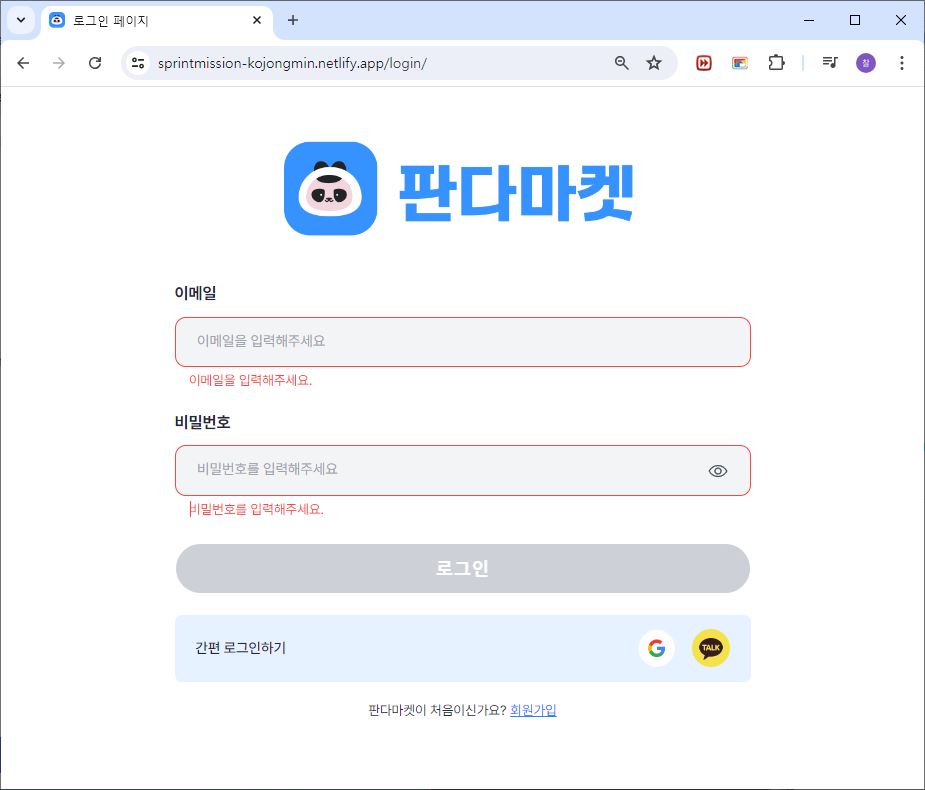 로그인 페이지
sprintmission-kojongmin.netlify.app/login/
찰
판다마켓
이메일
이메일을 입력해주세요
이메일을 입력해주세요.
비밀번호
비밀번호를 입력해주세요
비밀번호를 입력해주세요.
로그인
간편 로그인하기
G
TALK
판다마켓이 처음이신가요? 회원가입